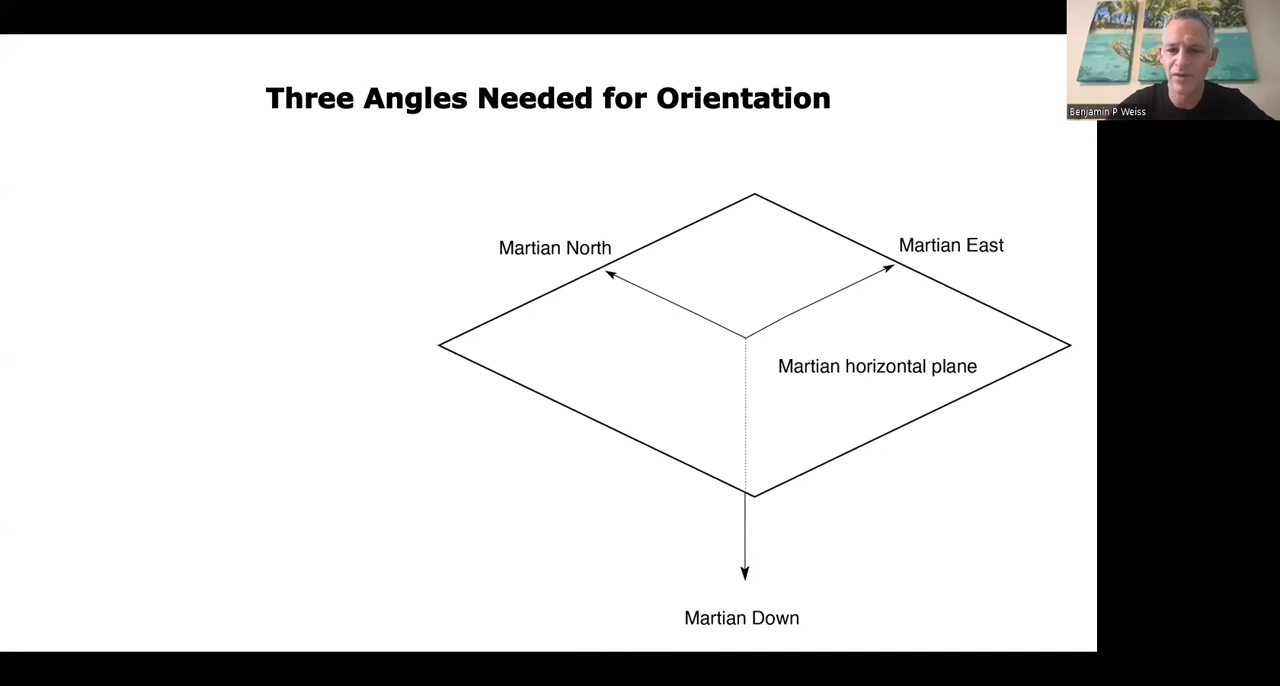 Benjamin P Weiss
Three Angles Needed for Orientation
Martian North
Martian East
Martian horizontal plane
Martian Down